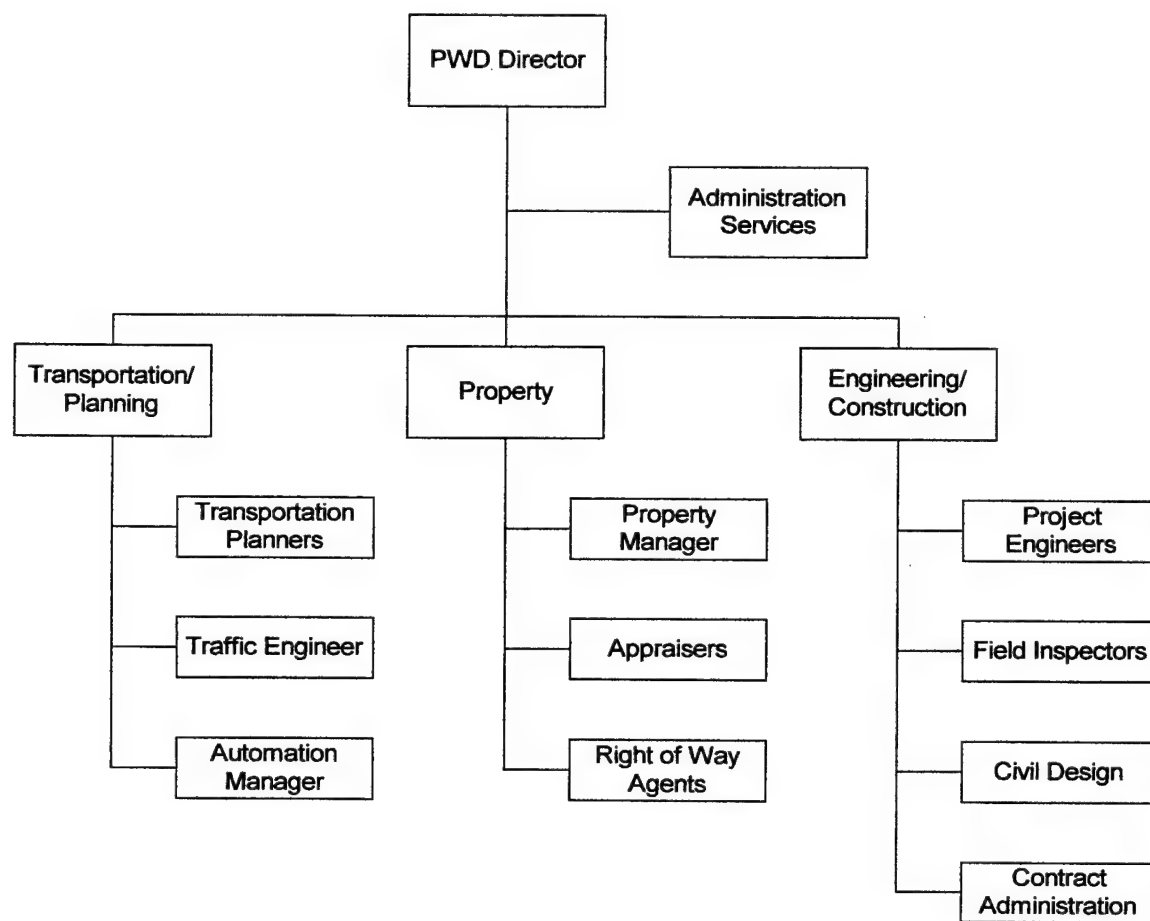 PWD Director
Administration
Services
Transportation/
Planning
Property
Engineering/
Construction
Transportation
Planners
Traffic Engineer
Automation
Manager
Property
Manager
Appraisers
Right of Way
Agents
Project
Engineers
Field Inspectors
Civil Design
Contract
Administration